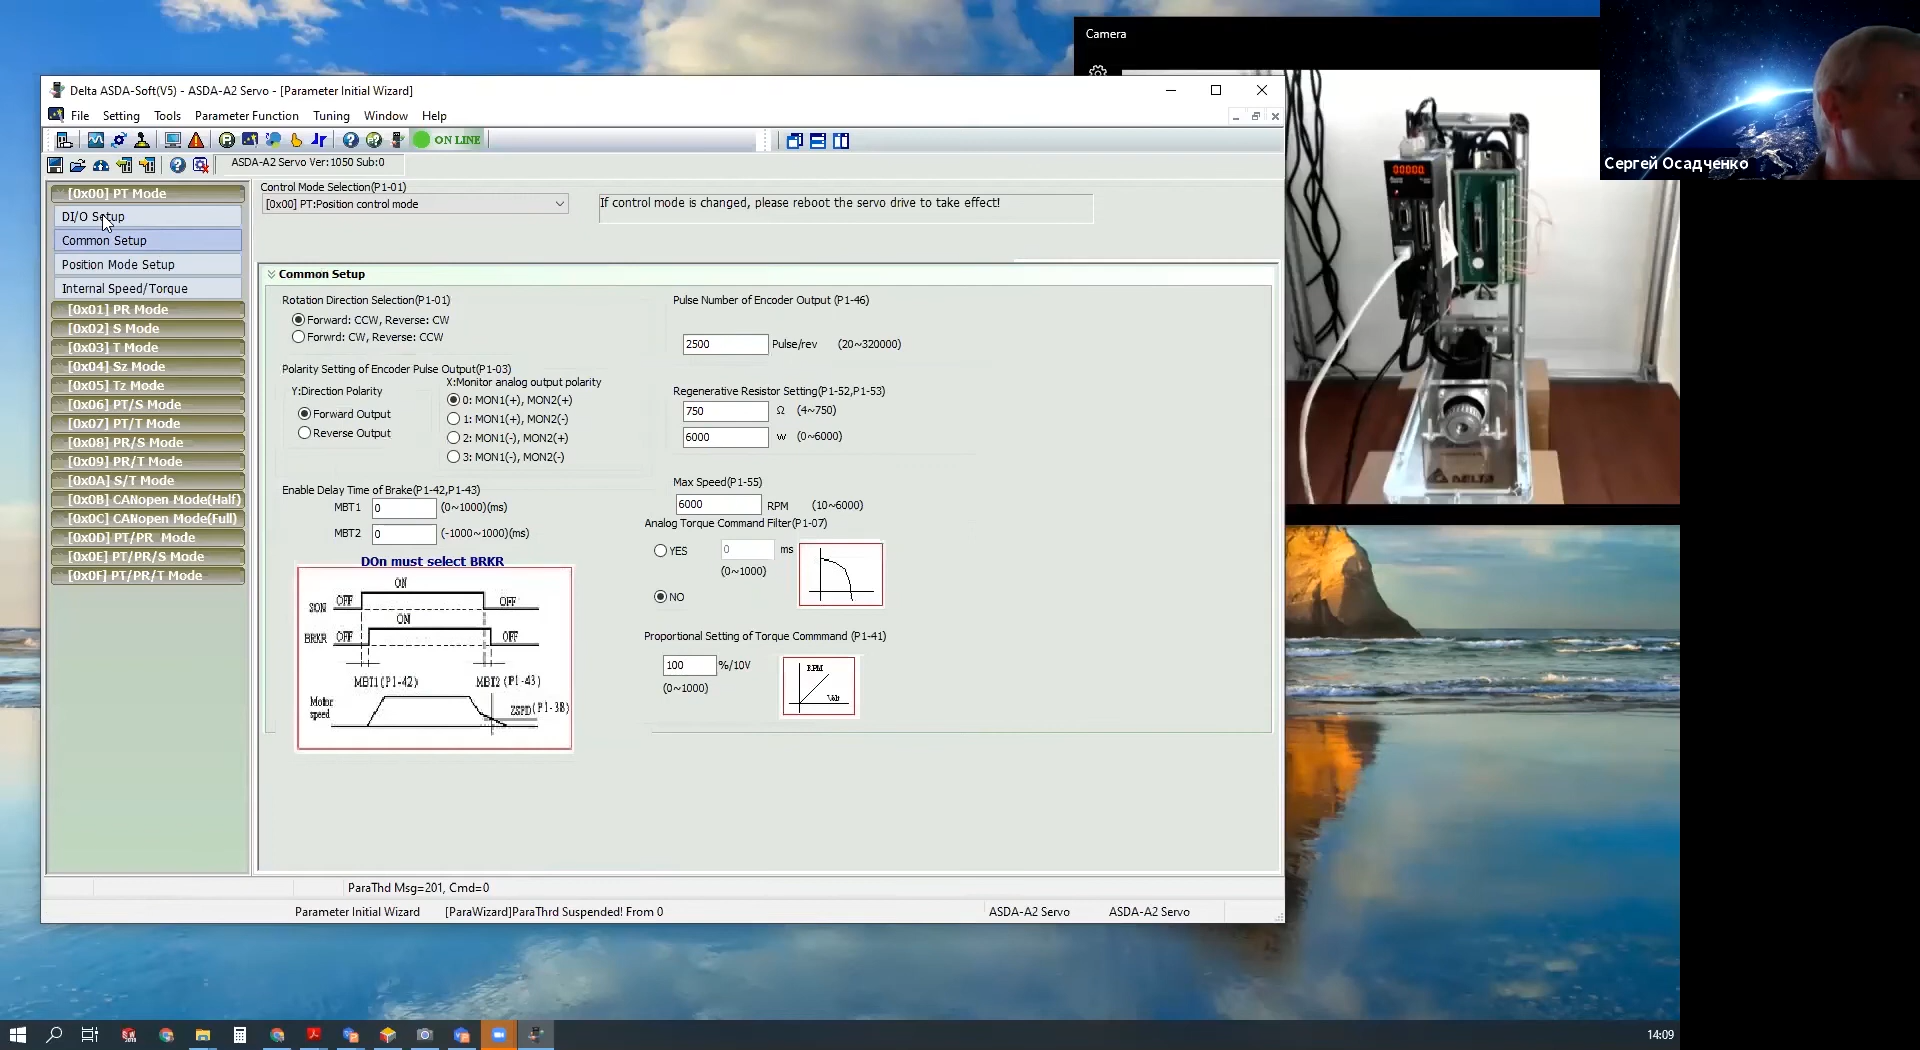 Camera
Сергей Осадченко
Delta ASDA-Soft(V5) - ASDA-A2 Servo - [Parameter Initial Wizard]
File Setting Tools Parameter Function Tuning Window Help
ON LINE
ASDA-A2 Servo Ver:1050 Sub:0
[0x00] PT Mode
DI/O Setup
Common Setup
Position Mode Setup
Internal Speed/Torque
[0x01] PR Mode
[0x02] S Mode
[0x03] T Mode
[0x04] Sz Mode
[0x05] Tz Mode
[0x06] PT/S Mode
[0x07] PT/T Mode
[0x08] PR/S Mode
[0x09] PR/T Mode
[0x0A] S/T Mode
[0x0B] CANopen Mode(Half)
[0x0C] CANopen Mode(Full)
[0x0D] PT/PR Mode
[0x0E] PT/PR/S Mode
[0x0F] PT/PR/T Mode
Control Mode Selection(P1-01)
[0x00] PT:Position control mode
If control mode is changed, please reboot the servo drive to take effect!
Common Setup
Rotation Direction Selection(P1-01)
Forward: CCW, Reverse: CW
Forwrd: CW, Reverse: CCW
Polarity Setting of Encoder Pulse Output(P1-03)
Y:Direction Polarity
Forward Output
Reverse Output
X:Monitor analog output polarity
0: MON1(+), MON2(+)
1: MON1(+), MON2(-)
2: MON1(-), MON2(+)
3: MON1(-), MON2(-)
Enable Delay Time of Brake(P1-42,P1-43)
MBT1 0 (0~1000)(ms)
MBT2 0 (-1000~1000)(ms)
DOn must select BRKR
ON
SON OFF OFF
ON
BRKR OFF OFF
MBT1(P1-42) MBT2(P1-43)
Motor speed
ZSPD(P1-38)
Pulse Number of Encoder Output (P1-46)
2500 Pulse/rev (20~320000)
Regenerative Resistor Setting(P1-52,P1-53)
750 Ω (4~750)
6000 w (0~6000)
Max Speed(P1-55)
6000 RPM (10~6000)
Analog Torque Command Filter(P1-07)
YES 0 ms
(0~1000)
NO
Proportional Setting of Torque Commmand (P1-41)
100 %/10V
(0~1000)
RPM
Volt
ParaThd Msg=201, Cmd=0
Parameter Initial Wizard [ParaWizard]ParaThrd Suspended! From 0 ASDA-A2 Servo ASDA-A2 Servo
00000.
DELTA
14:09